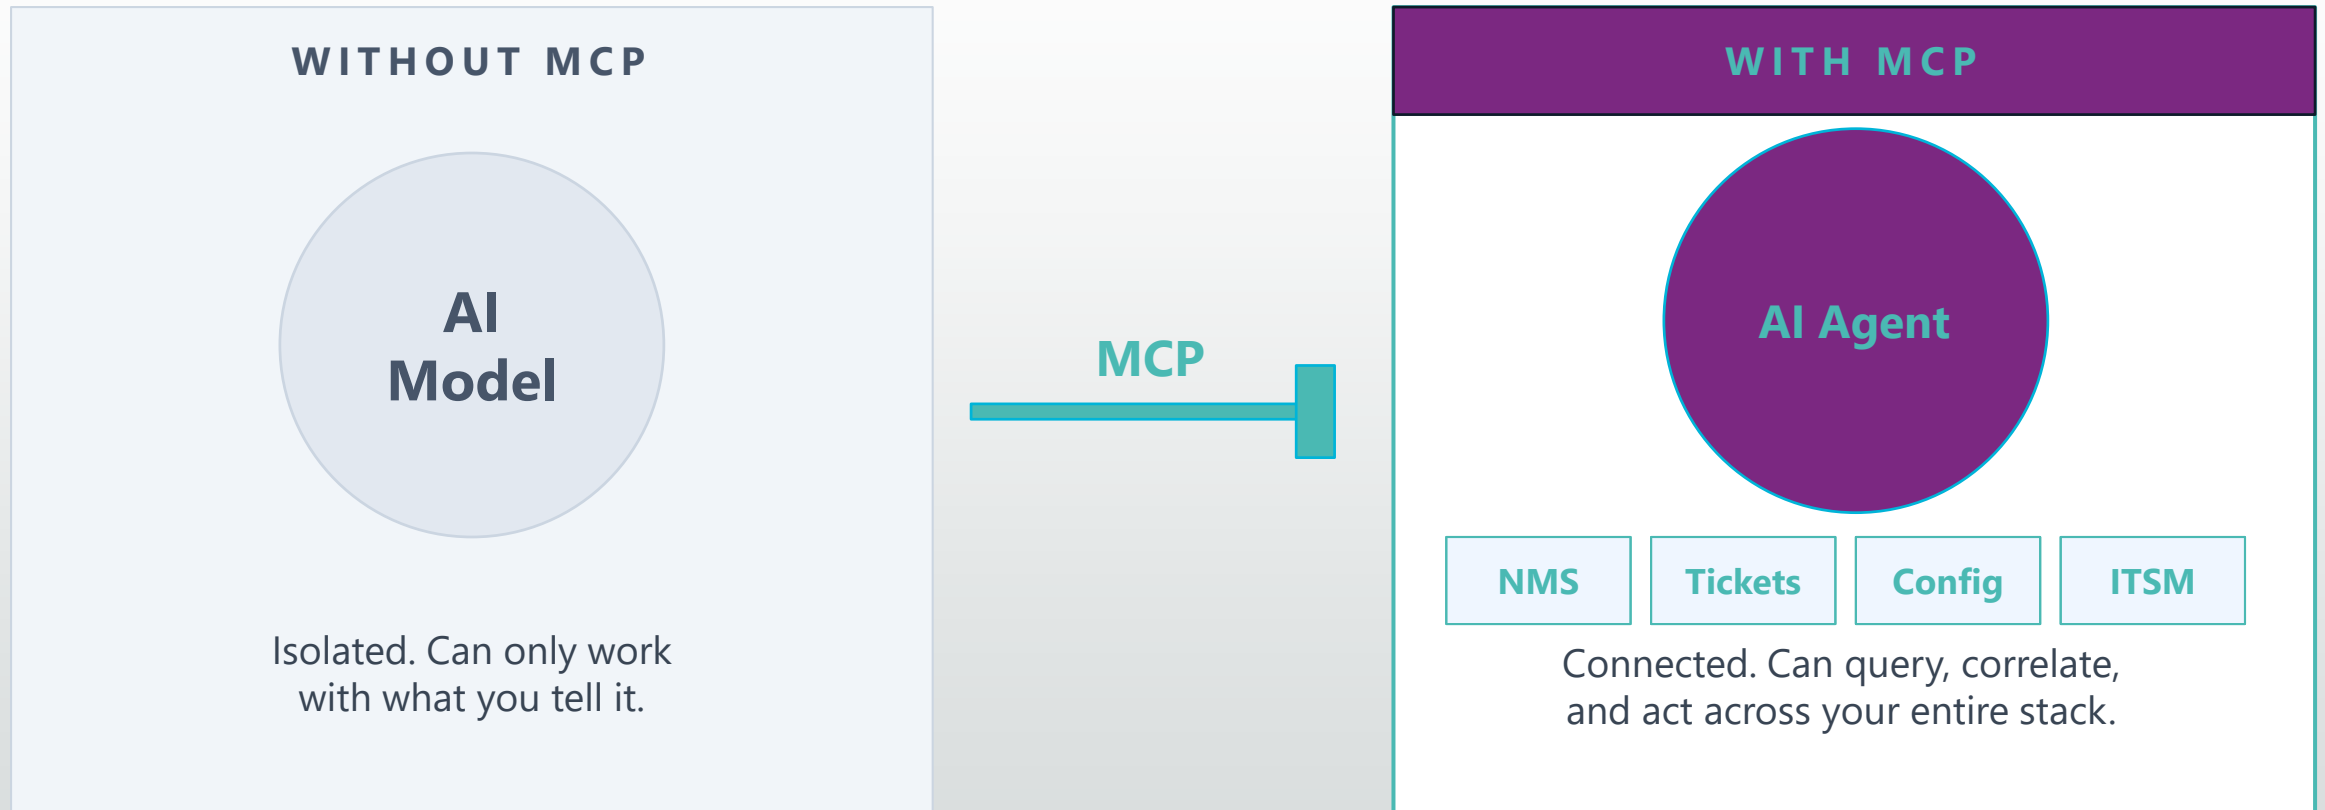 WITHOUT MCP
AI
Model
Isolated. Can only work
with what you tell it.
MCP
WITH MCP
AI Agent
NMS
Tickets
Config
ITSM
Connected. Can query, correlate,
and act across your entire stack.